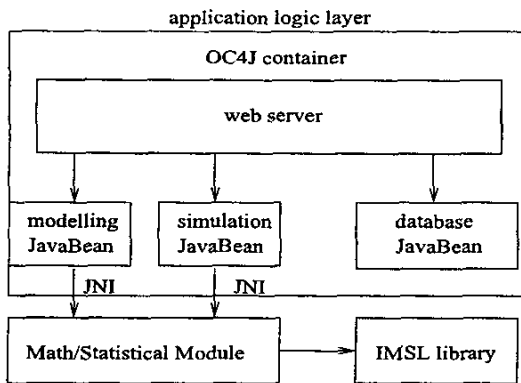 application logic layer
OC4J container
web server
modelling
JavaBean
simulation
JavaBean
database
JavaBean
JNI
JNI
Math/Statistical Module
IMSL library